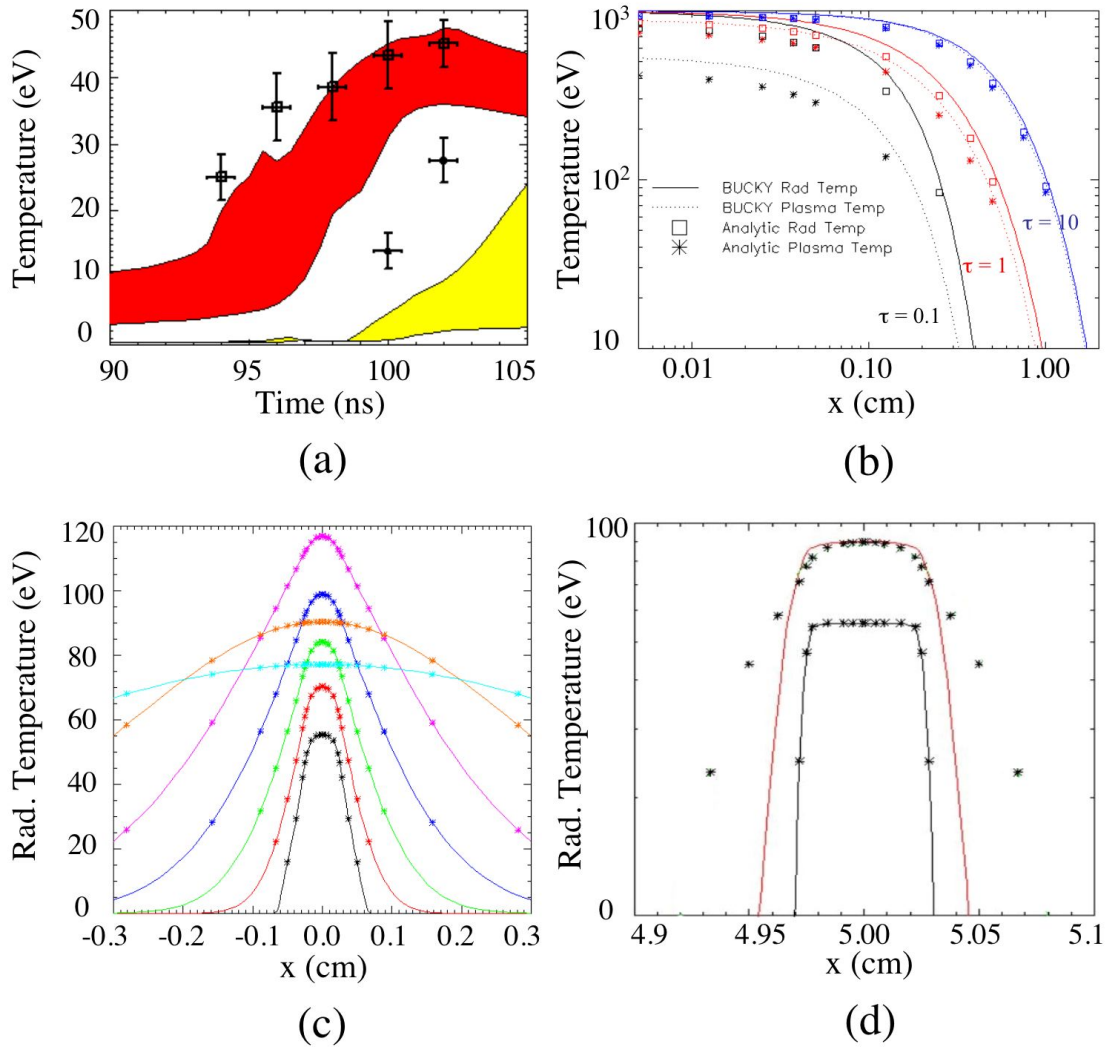 Temperature (eV)
50
40
30
20
10
0
90
95
100
105
Time (ns)
(a)
Temperature (eV)
10³
10²
10
BUCKY Rad Temp
BUCKY Plasma Temp
Analytic Rad Temp
Analytic Plasma Temp
τ = 10
τ = 1
τ = 0.1
0.01
0.10
1.00
x (cm)
(b)
Rad. Temperature (eV)
120
100
80
60
40
20
0
-0.3
-0.2
-0.1
0.0
0.1
0.2
0.3
x (cm)
(c)
Rad. Temperature (eV)
100
0
4.9
4.95
5.00
5.05
5.1
x (cm)
(d)